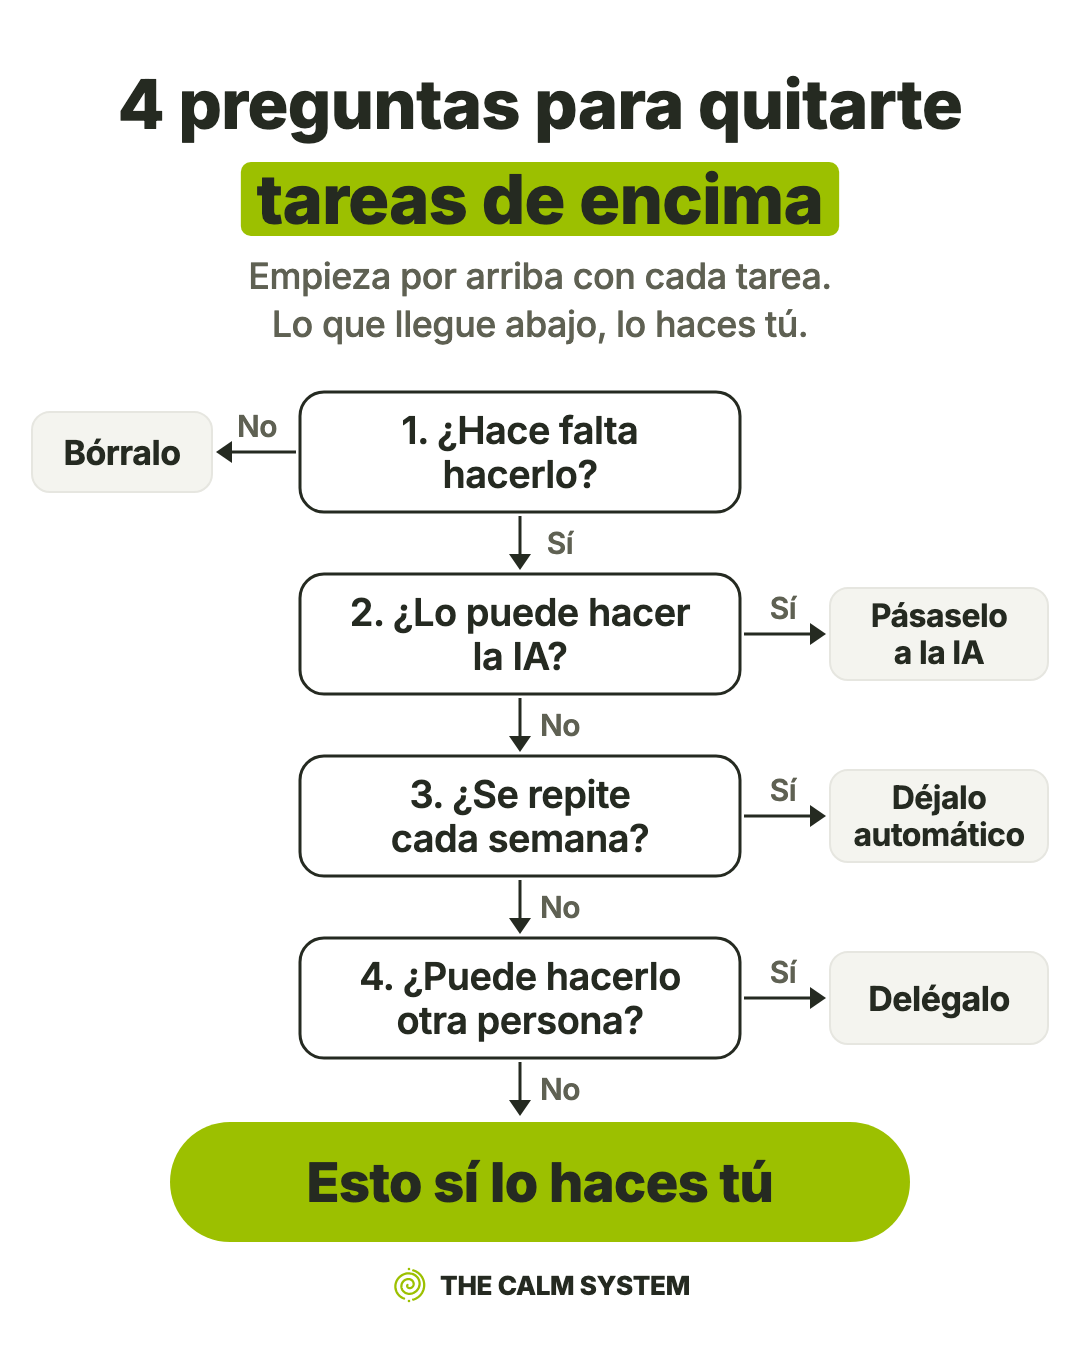 4 preguntas para quitarte
tareas de encima
Empieza por arriba con cada tarea.
Lo que llegue abajo, lo haces tú.
1. ¿Hace falta
hacerlo?
No
Bórralo
Sí
2. ¿Lo puede hacer
la IA?
Sí
Pásaselo
a la IA
No
3. ¿Se repite
cada semana?
Sí
Déjalo
automático
No
4. ¿Puede hacerlo
otra persona?
Sí
Delégalo
No
Esto sí lo haces tú
THE CALM SYSTEM